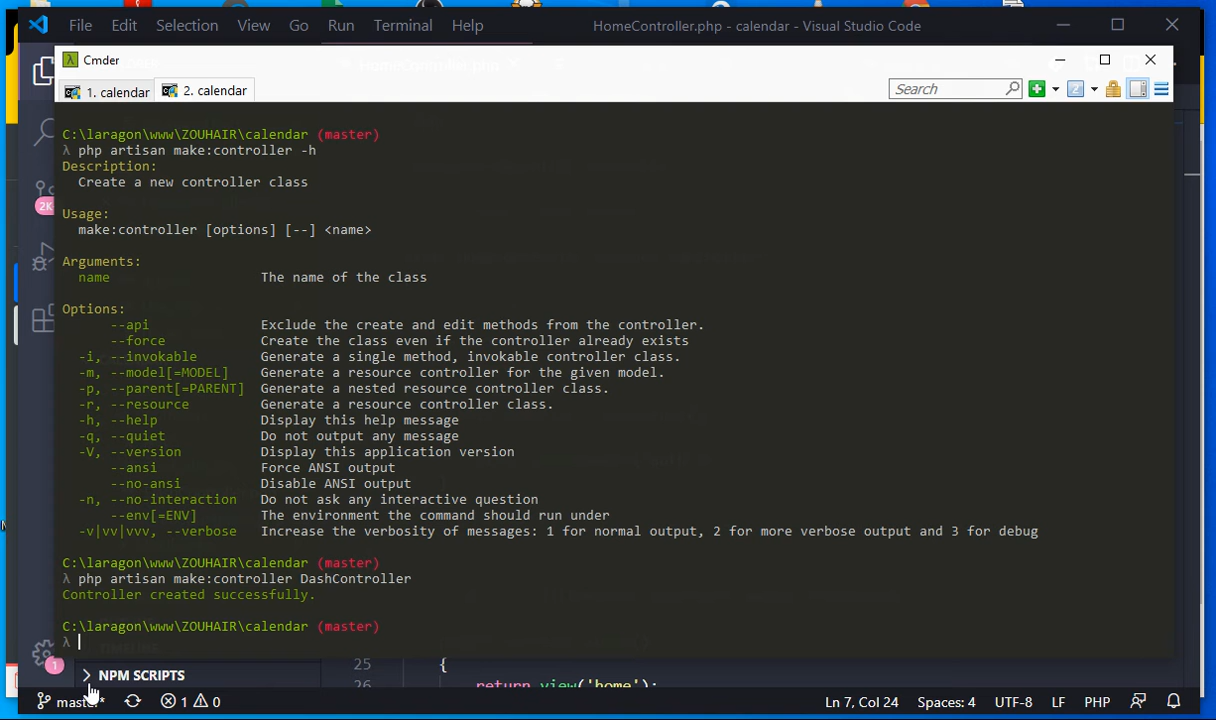 File Edit Selection View Go Run Terminal Help HomeController.php - calendar - Visual Studio Code
Cmder
1. calendar 2. calendar Search
C:\laragon\www\ZOUHAIR\calendar (master)
λ php artisan make:controller -h
Description:
Create a new controller class
Usage:
make:controller [options] [--] <name>
Arguments:
name The name of the class
Options:
--api Exclude the create and edit methods from the controller.
--force Create the class even if the controller already exists
-i, --invokable Generate a single method, invokable controller class.
-m, --model[=MODEL] Generate a resource controller for the given model.
-p, --parent[=PARENT] Generate a nested resource controller class.
-r, --resource Generate a resource controller class.
-h, --help Display this help message
-q, --quiet Do not output any message
-V, --version Display this application version
--ansi Force ANSI output
--no-ansi Disable ANSI output
-n, --no-interaction Do not ask any interactive question
--env[=ENV] The environment the command should run under
-v|vv|vvv, --verbose Increase the verbosity of messages: 1 for normal output, 2 for more verbose output and 3 for debug
C:\laragon\www\ZOUHAIR\calendar (master)
λ php artisan make:controller DashController
Controller created successfully.
C:\laragon\www\ZOUHAIR\calendar (master)
λ
2K+
1
25 {
NPM SCRIPTS
26 return view('home');
master* 1 0 Ln 7, Col 24 Spaces: 4 UTF-8 LF PHP